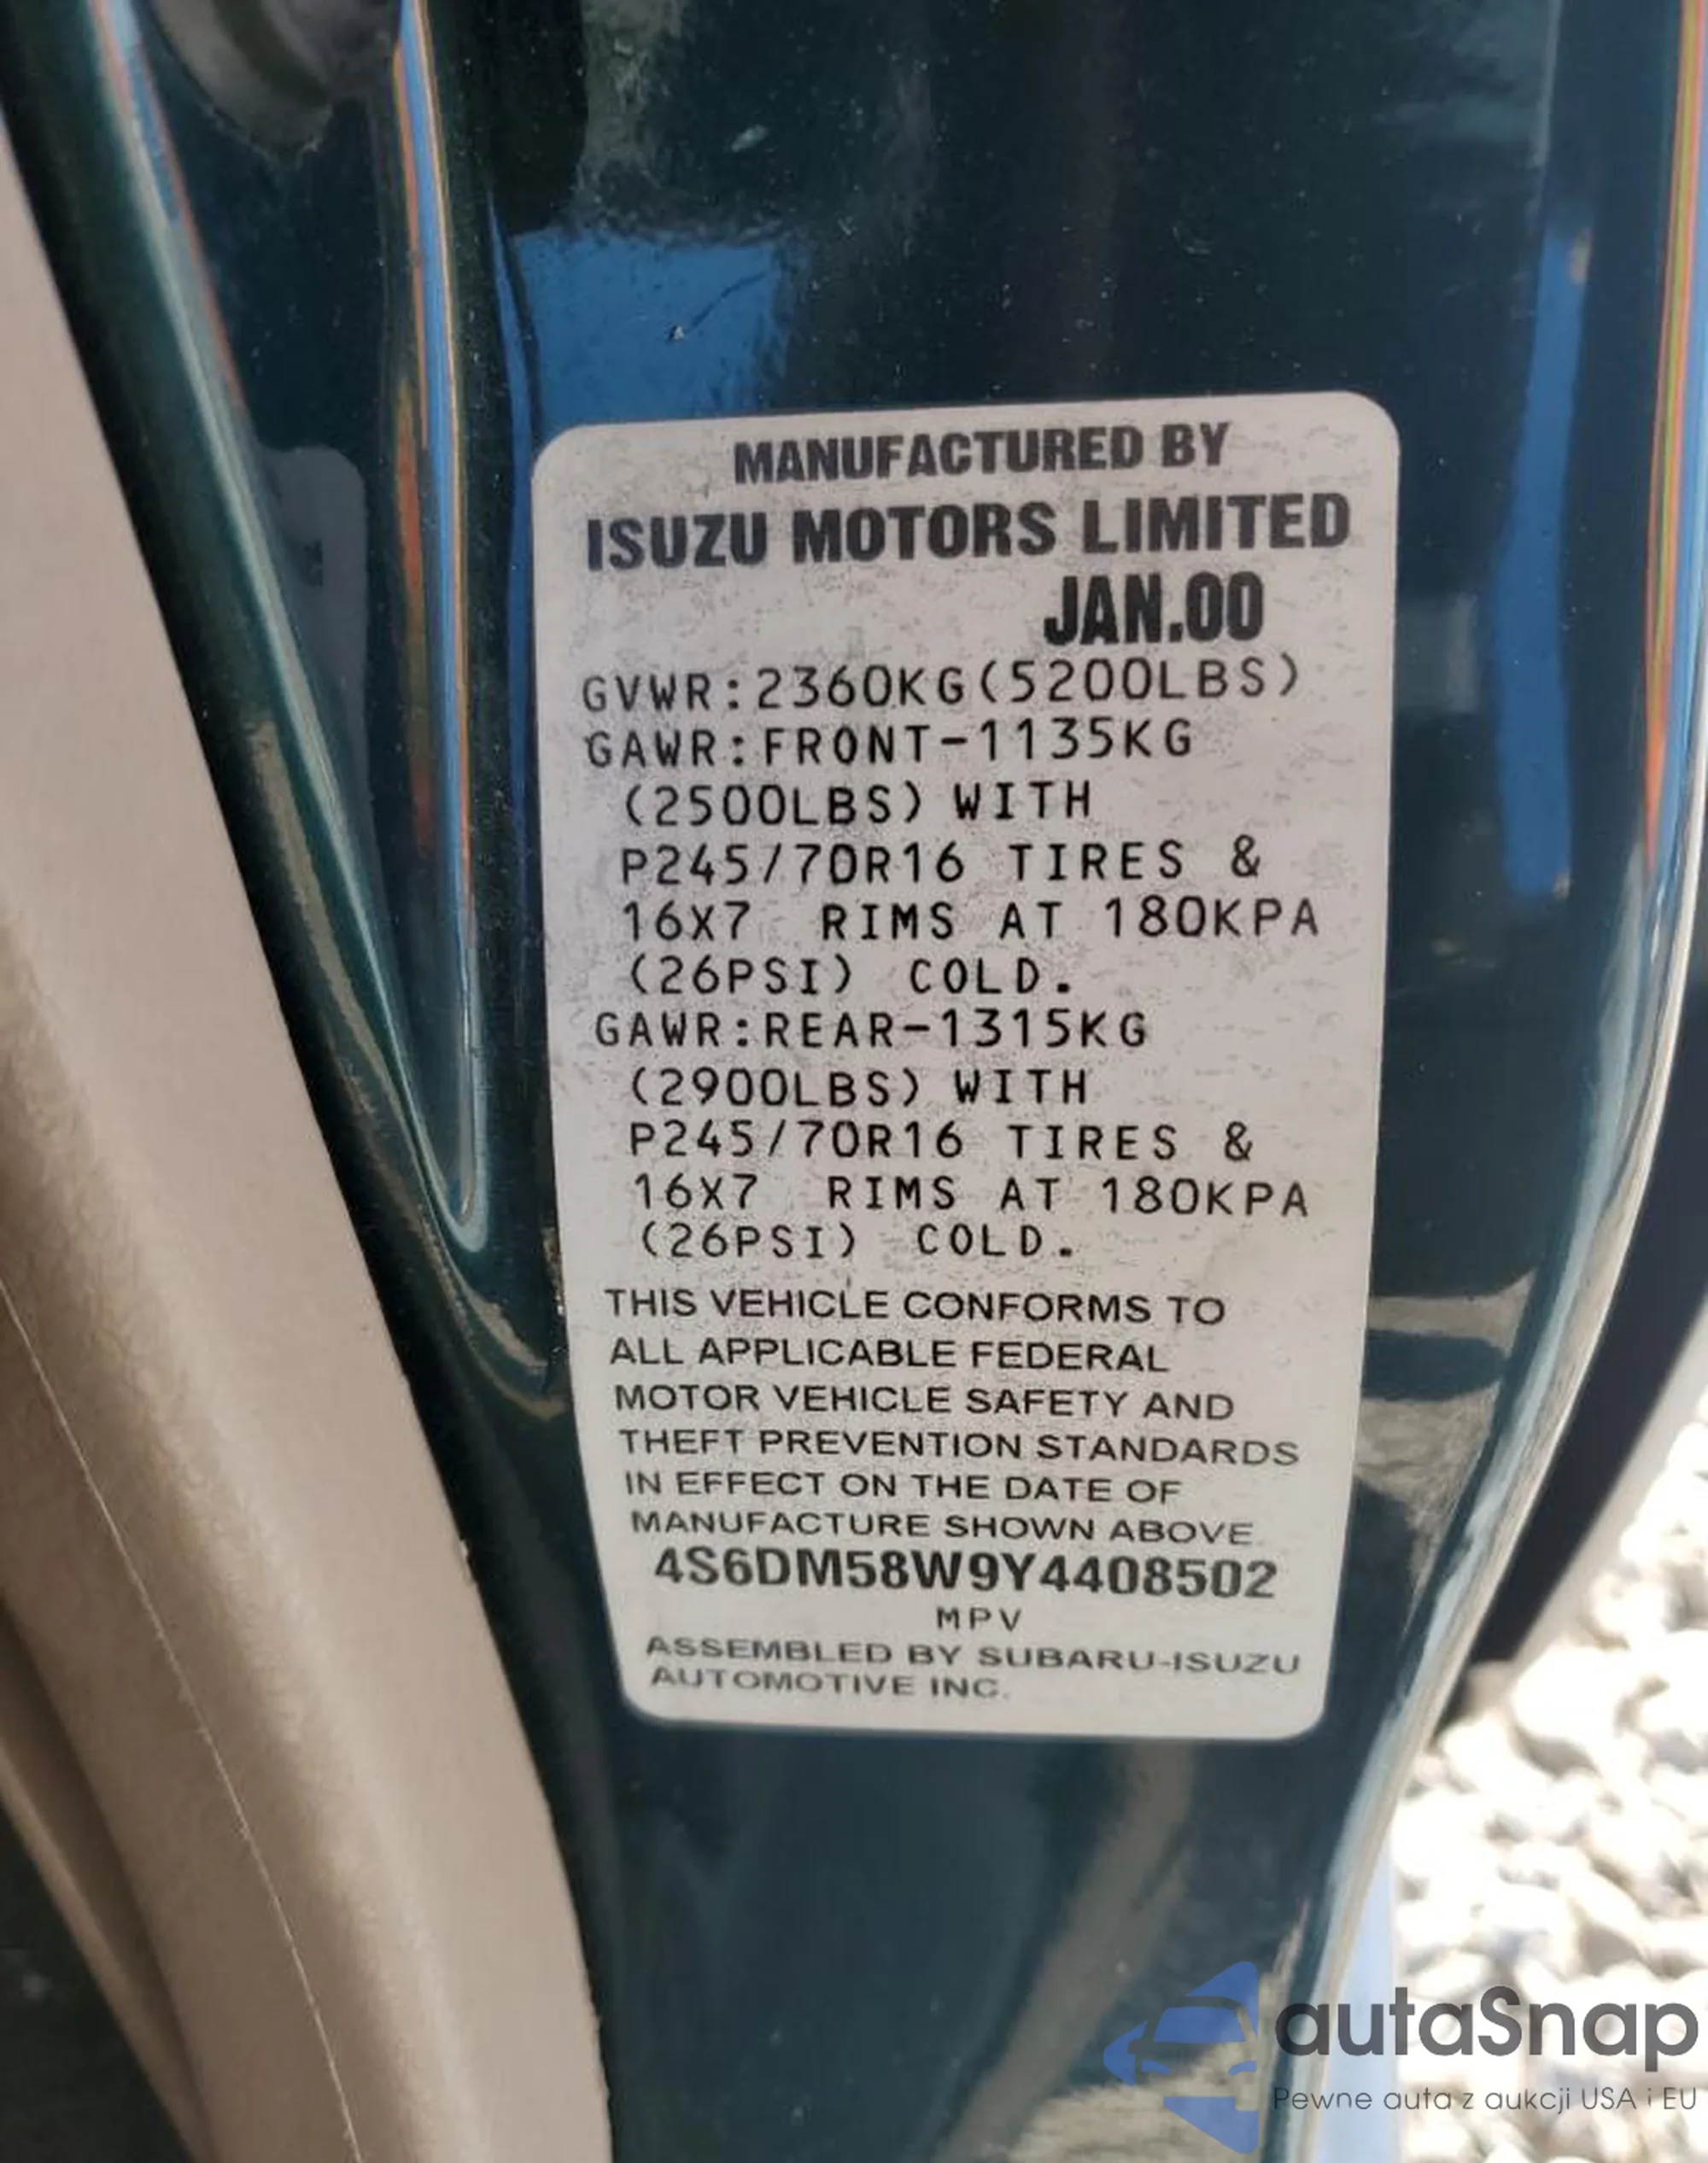 MANUFACTURED BY
ISUZU MOTORS LIMITED
JAN.00
GVWR:2360KG(5200LBS)
GAWR:FRONT-1135KG
(2500LBS) WITH
P245/70R16 TIRES &
16X7 RIMS AT 180KPA
(26PSI) COLD.
GAWR:REAR-1315KG
(2900LBS) WITH
P245/70R16 TIRES &
16X7 RIMS AT 180KPA
(26PSI) COLD.
THIS VEHICLE CONFORMS TO
ALL APPLICABLE FEDERAL
MOTOR VEHICLE SAFETY AND
THEFT PREVENTION STANDARDS
IN EFFECT ON THE DATE OF
MANUFACTURE SHOWN ABOVE.
4S6DM58W9Y4408502
MPV
ASSEMBLED BY SUBARU-ISUZU
AUTOMOTIVE INC.
autaSnap
Pewne auta z aukcji USA i EU